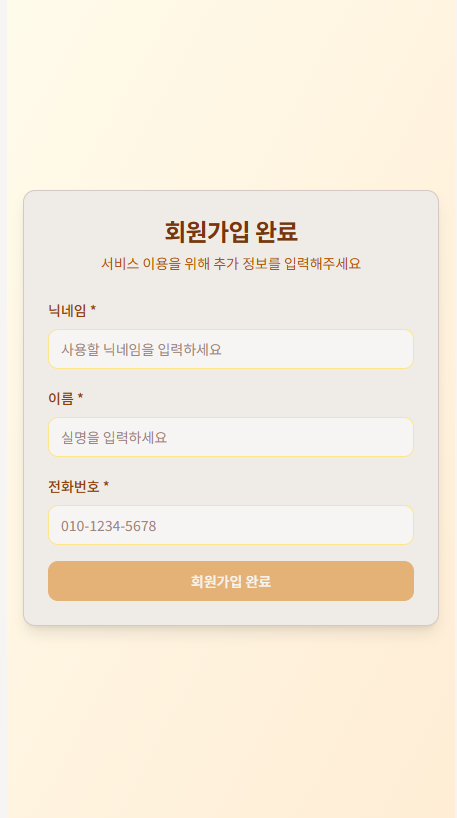 회원가입 완료
서비스 이용을 위해 추가 정보를 입력해주세요
닉네임 *
사용할 닉네임을 입력하세요
이름 *
실명을 입력하세요
전화번호 *
010-1234-5678
회원가입 완료